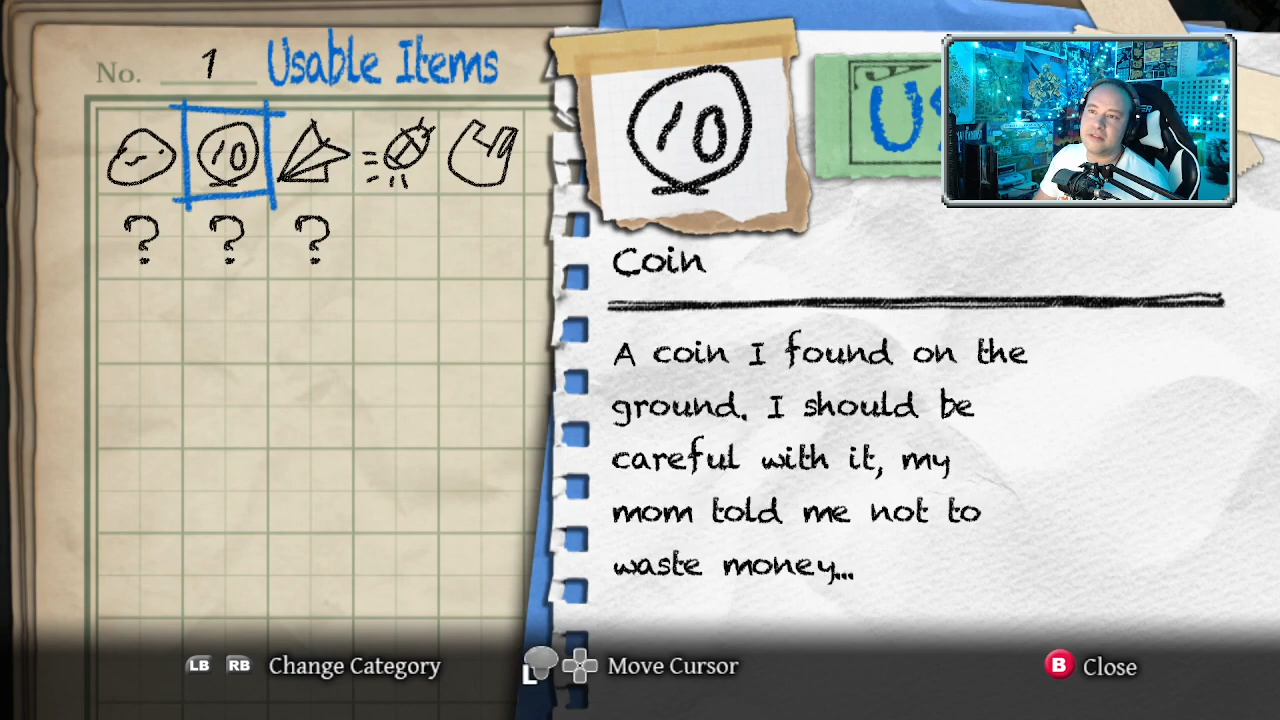 No. 1 Usable Items
10
? ? ?
10
Us
Coin
A coin I found on the
ground. I should be
careful with it, my
mom told me not to
waste money...
LB RB Change Category
L Move Cursor
B Close